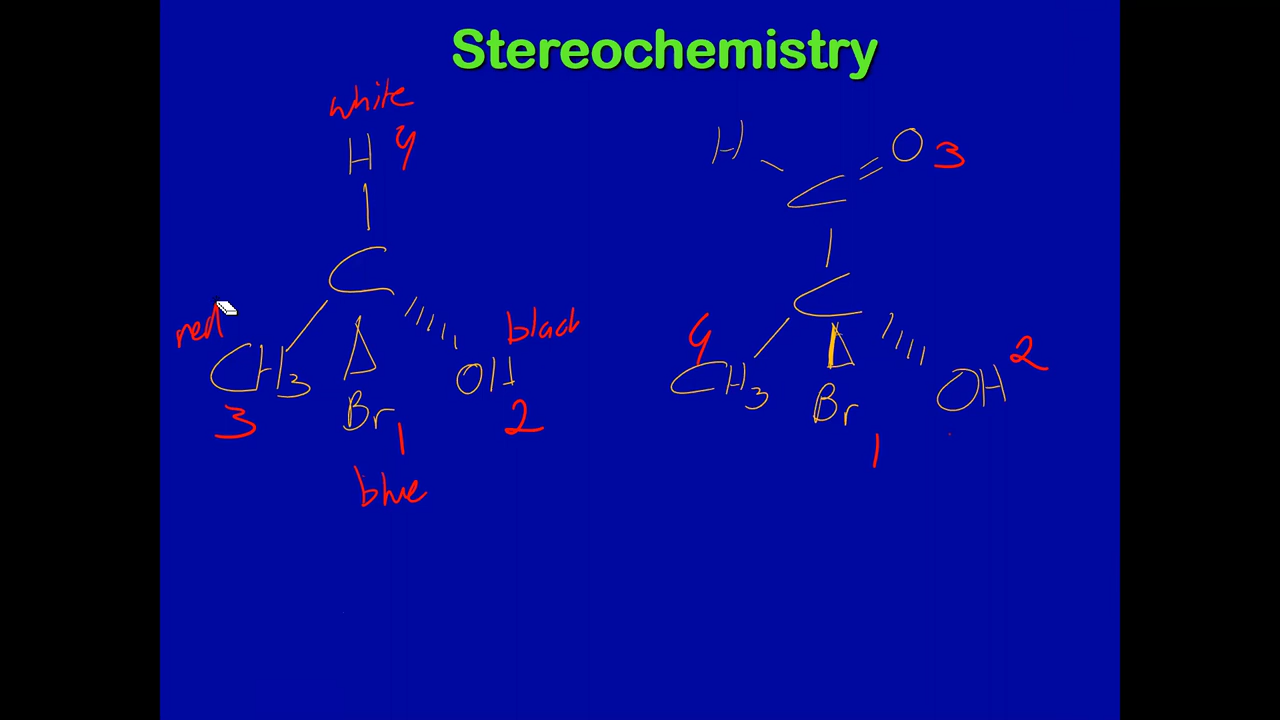 Stereochemistry
white
H 4
C
red
CH3
3
Br 1
blue
black
OH
2
H
O 3
C
C
4
CH3
Br
1
OH 2